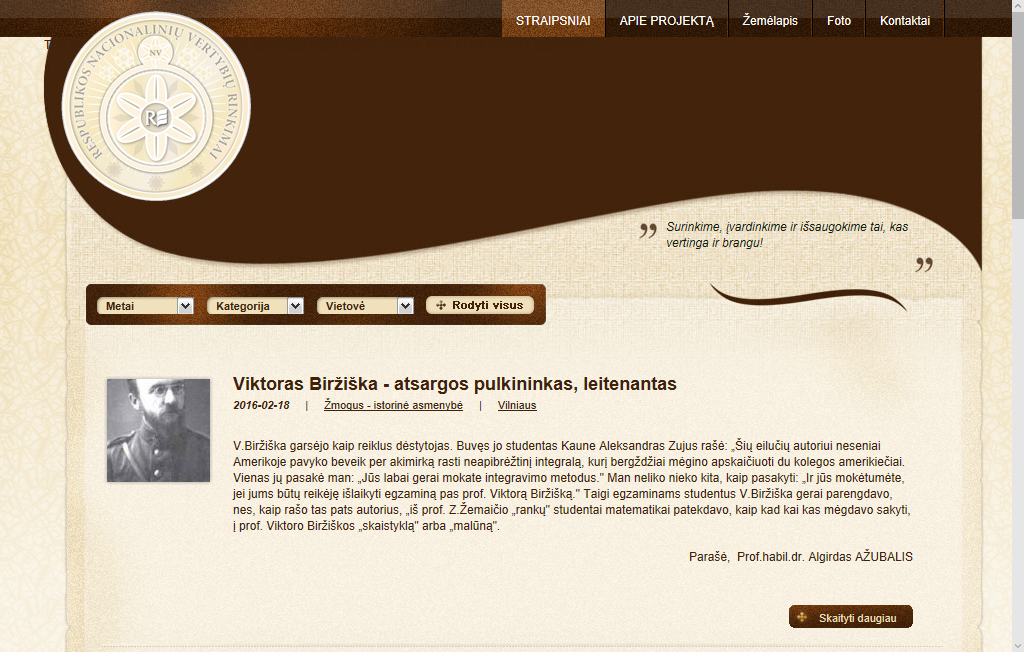 STRAIPSNIAI
APIE PROJEKTĄ
Žemėlapis
Foto
Kontaktai
T
RESPUBLIKOS NACIONALINIŲ VERTYBIŲ RINKIMAI
NV
RE
„ Surinkime, įvardinkime ir išsaugokime tai, kas
vertinga ir brangu! „
Metai
Kategorija
Vietovė
Rodyti visus
Viktoras Biržiška - atsargos pulkininkas, leitenantas
2016-02-18 | Žmogus - istorinė asmenybė | Vilniaus
V.Biržiška garsėjo kaip reiklus dėstytojas. Buvęs jo studentas Kaune Aleksandras Zujus rašė: „Šių eilučių autoriui neseniai
Amerikoje pavyko beveik per akimirką rasti neapibrėžtinį integralą, kurį bergždžiai mėgino apskaičiuoti du kolegos amerikiečiai.
Vienas jų pasakė man: „Jūs labai gerai mokate integravimo metodus." Man neliko nieko kita, kaip pasakyti: „Ir jūs mokėtumėte,
jei jums būtų reikėję išlaikyti egzaminą pas prof. Viktorą Biržišką." Taigi egzaminams studentus V.Biržiška gerai parengdavo,
nes, kaip rašo tas pats autorius, „iš prof. Z.Žemaičio „rankų" studentai matematikai patekdavo, kaip kad kai kas mėgdavo sakyti,
į prof. Viktoro Biržiškos „skaistyklą" arba „malūną".
Parašė, Prof.habil.dr. Algirdas AŽUBALIS
Skaityti daugiau